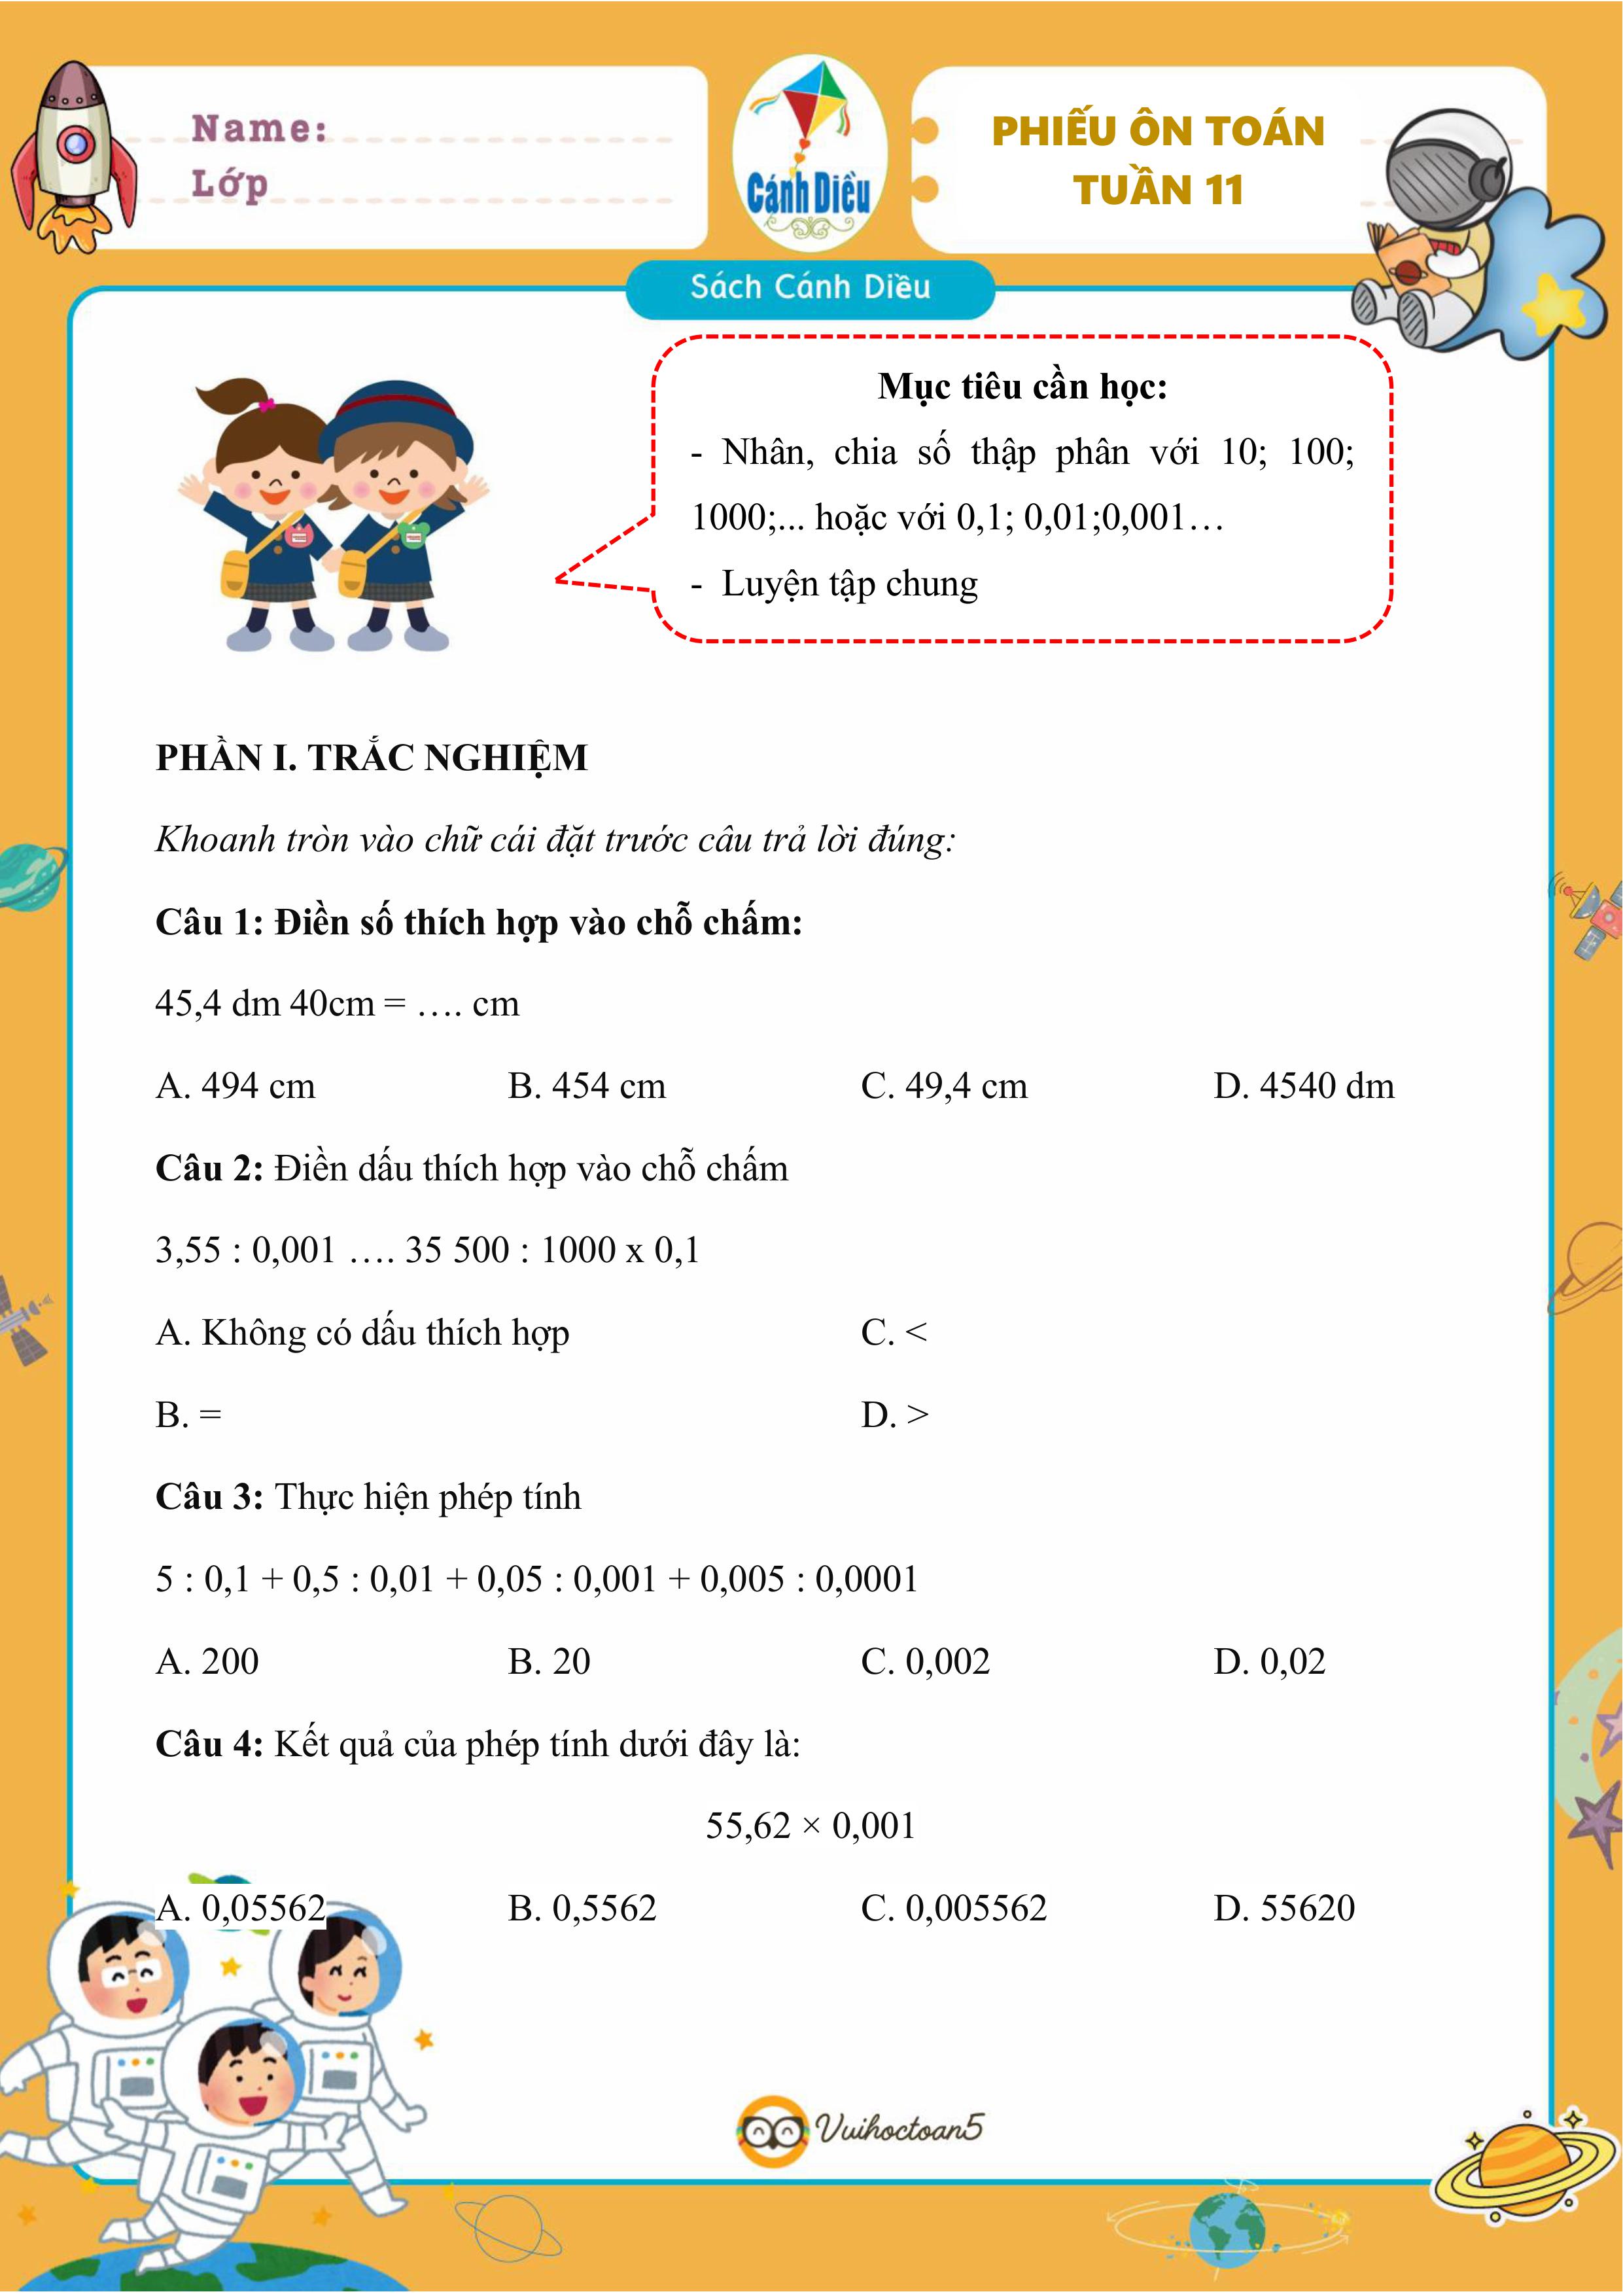 Name:
Lớp
Cánh Diều
PHIẾU ÔN TOÁN
TUẦN 11
Sách Cánh Diều
Mục tiêu cần học:
- Nhân, chia số thập phân với 10; 100;
1000;... hoặc với 0,1; 0,01;0,001…
- Luyện tập chung
PHẦN I. TRẮC NGHIỆM
Khoanh tròn vào chữ cái đặt trước câu trả lời đúng:
Câu 1: Điền số thích hợp vào chỗ chấm:
45,4 dm 40cm = …. cm
A. 494 cm B. 454 cm C. 49,4 cm D. 4540 dm
Câu 2: Điền dấu thích hợp vào chỗ chấm
3,55 : 0,001 …. 35 500 : 1000 x 0,1
A. Không có dấu thích hợp C. <
B. = D. >
Câu 3: Thực hiện phép tính
5 : 0,1 + 0,5 : 0,01 + 0,05 : 0,001 + 0,005 : 0,0001
A. 200 B. 20 C. 0,002 D. 0,02
Câu 4: Kết quả của phép tính dưới đây là:
55,62 × 0,001
A. 0,05562 B. 0,5562 C. 0,005562 D. 55620
Vuihoctoan5